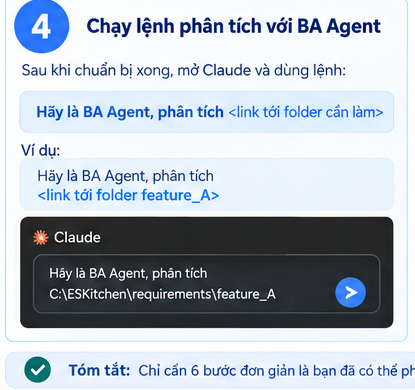 4
Chạy lệnh phân tích với BA Agent
Sau khi chuẩn bị xong, mở Claude và dùng lệnh:
Hãy là BA Agent, phân tích <link tới folder cần làm>
Ví dụ:
Hãy là BA Agent, phân tích
<link tới folder feature_A>
Claude
Hãy là BA Agent, phân tích
C:\ESKitchen\requirements\feature_A
Tóm tắt: Chỉ cần 6 bước đơn giản là bạn đã có thể